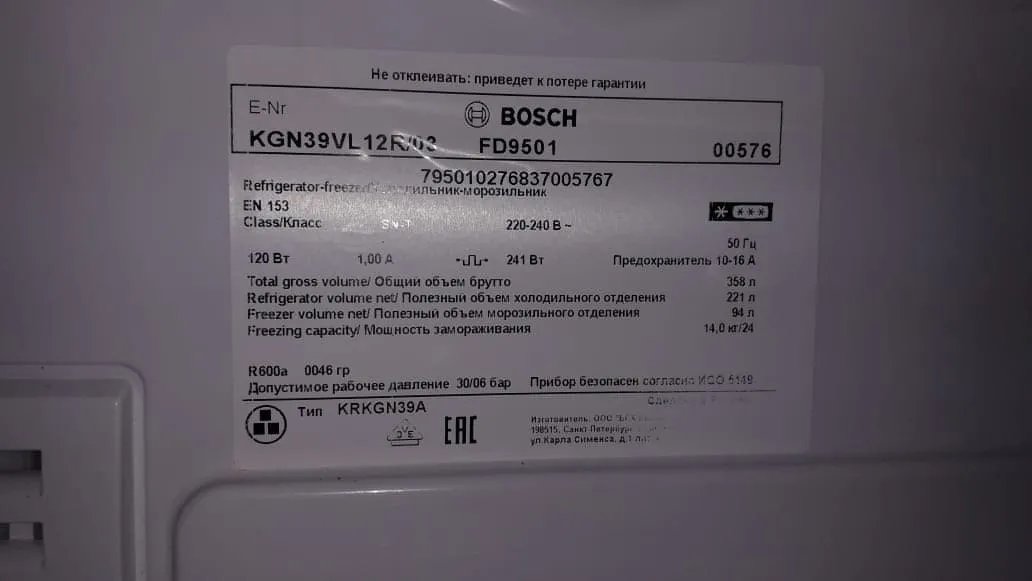 Не отклеивать: приведет к потере гарантии
E-Nr
BOSCH
KGN39VL12R/03 FD9501 00576
795010276837005767
Refrigerator-freezer/Холодильник-морозильник
EN 153
Class/Класс SN-T 220-240 В ~
50 Гц
120 Вт 1,00 А 241 Вт Предохранитель 10-16 А
Total gross volume/ Общий объем брутто 358 л
Refrigerator volume net/ Полезный объем холодильного отделения 221 л
Freezer volume net/ Полезный объем морозильного отделения 94 л
Freezing capacity/ Мощность замораживания 14,0 кг/24
R600a 0046 гр
Допустимое рабочее давление 30/06 бар Прибор безопасен согласно ИСО 5149
Сделано в
Тип KRKGN39A
EAC
Изготовитель, ООО
198515, Санкт-Петербург
ул.Карла Сименса, д.1